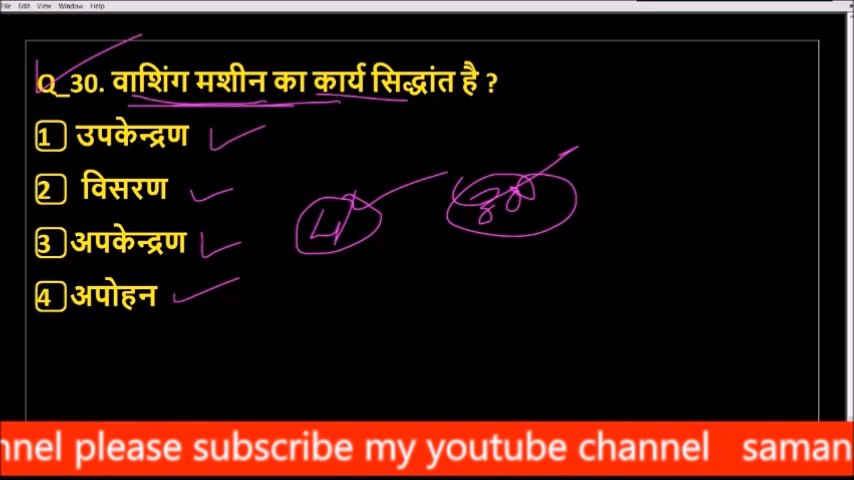 File Edit View Window Help
Q_30. वाशिंग मशीन का कार्य सिद्धांत है ?
1 उपकेन्द्रण
2 विसरण
3 अपकेन्द्रण
4 अपोहन
nnel please subscribe my youtube channel saman